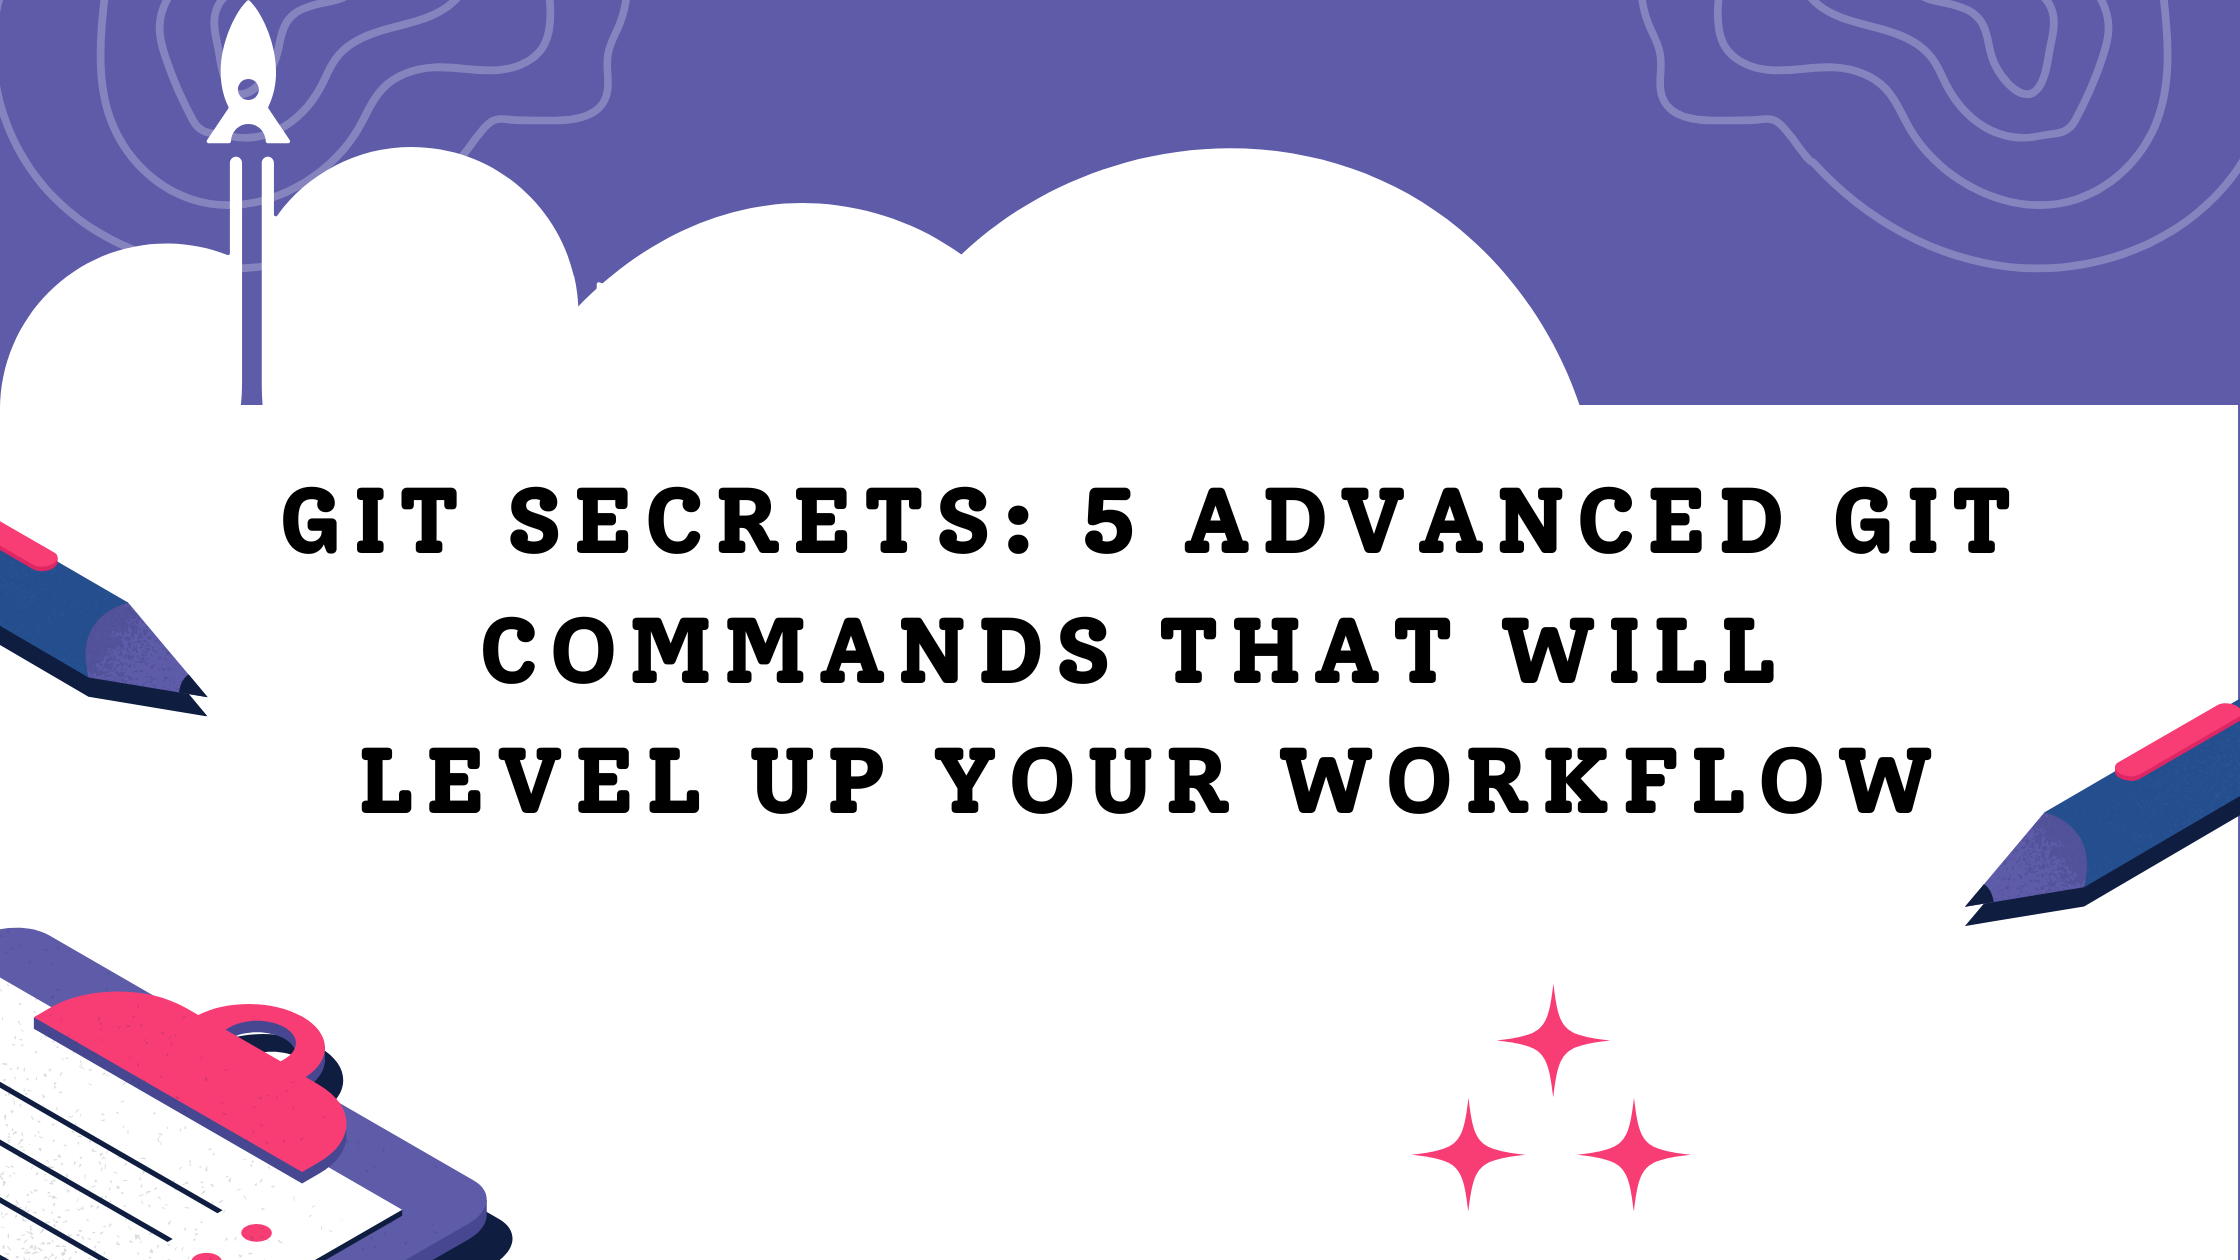 GIT SECRETS: 5 ADVANCED GIT
COMMANDS THAT WILL
LEVEL UP YOUR WORKFLOW